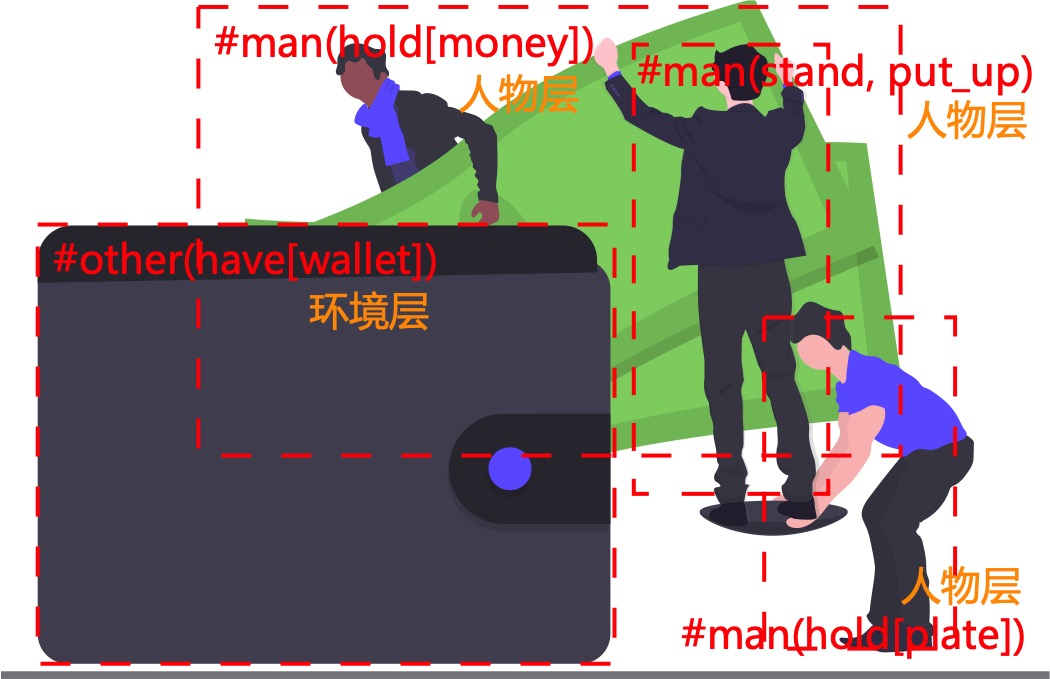 #man(hold[money])
人物层
#man(stand, put_up)
人物层
#other(have[wallet])
环境层
人物层
#man(hold[plate])